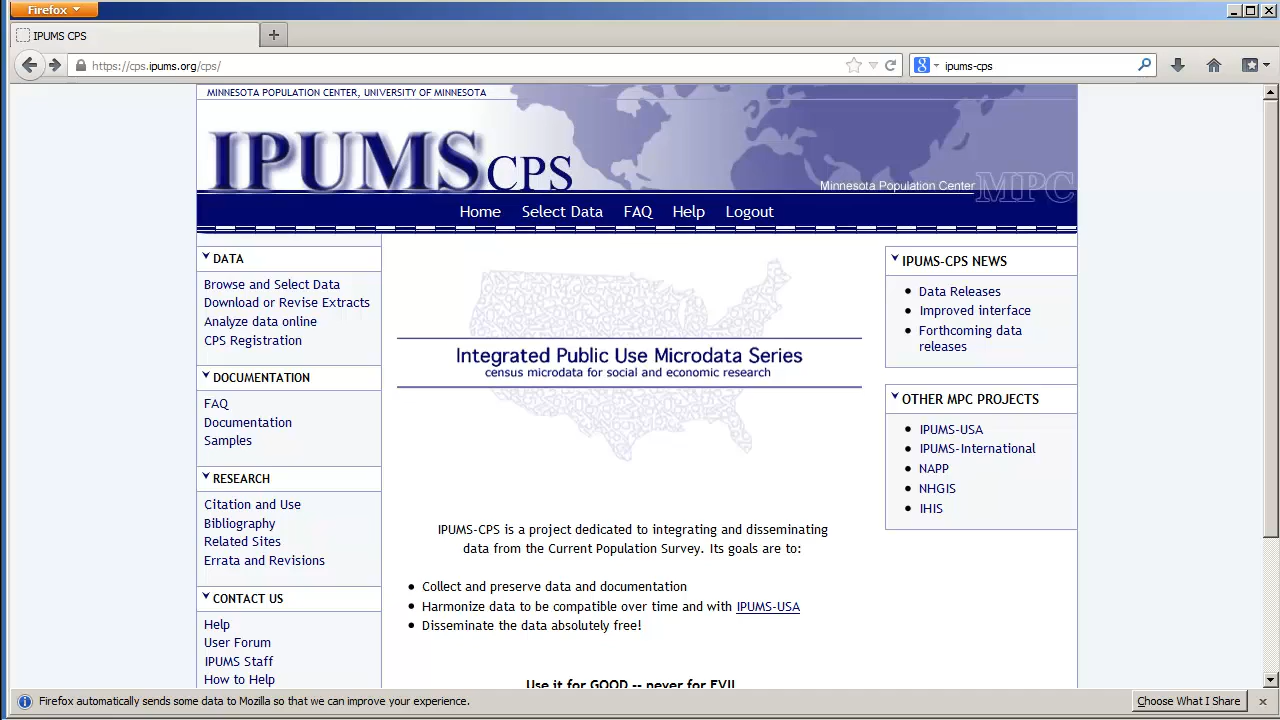 Firefox
IPUMS CPS
https://cps.ipums.org/cps/
ipums-cps
MINNESOTA POPULATION CENTER, UNIVERSITY OF MINNESOTA
IPUMS CPS
Minnesota Population Center MPC
Home Select Data FAQ Help Logout
DATA
Browse and Select Data
Download or Revise Extracts
Analyze data online
CPS Registration
DOCUMENTATION
FAQ
Documentation
Samples
RESEARCH
Citation and Use
Bibliography
Related Sites
Errata and Revisions
CONTACT US
Help
User Forum
IPUMS Staff
How to Help
Integrated Public Use Microdata Series
census microdata for social and economic research
IPUMS-CPS is a project dedicated to integrating and disseminating
data from the Current Population Survey. Its goals are to:
Collect and preserve data and documentation
Harmonize data to be compatible over time and with IPUMS-USA
Disseminate the data absolutely free!
Use it for GOOD -- never for EVIL
IPUMS-CPS NEWS
Data Releases
Improved interface
Forthcoming data
releases
OTHER MPC PROJECTS
IPUMS-USA
IPUMS-International
NAPP
NHGIS
IHIS
Firefox automatically sends some data to Mozilla so that we can improve your experience.
Choose What I Share